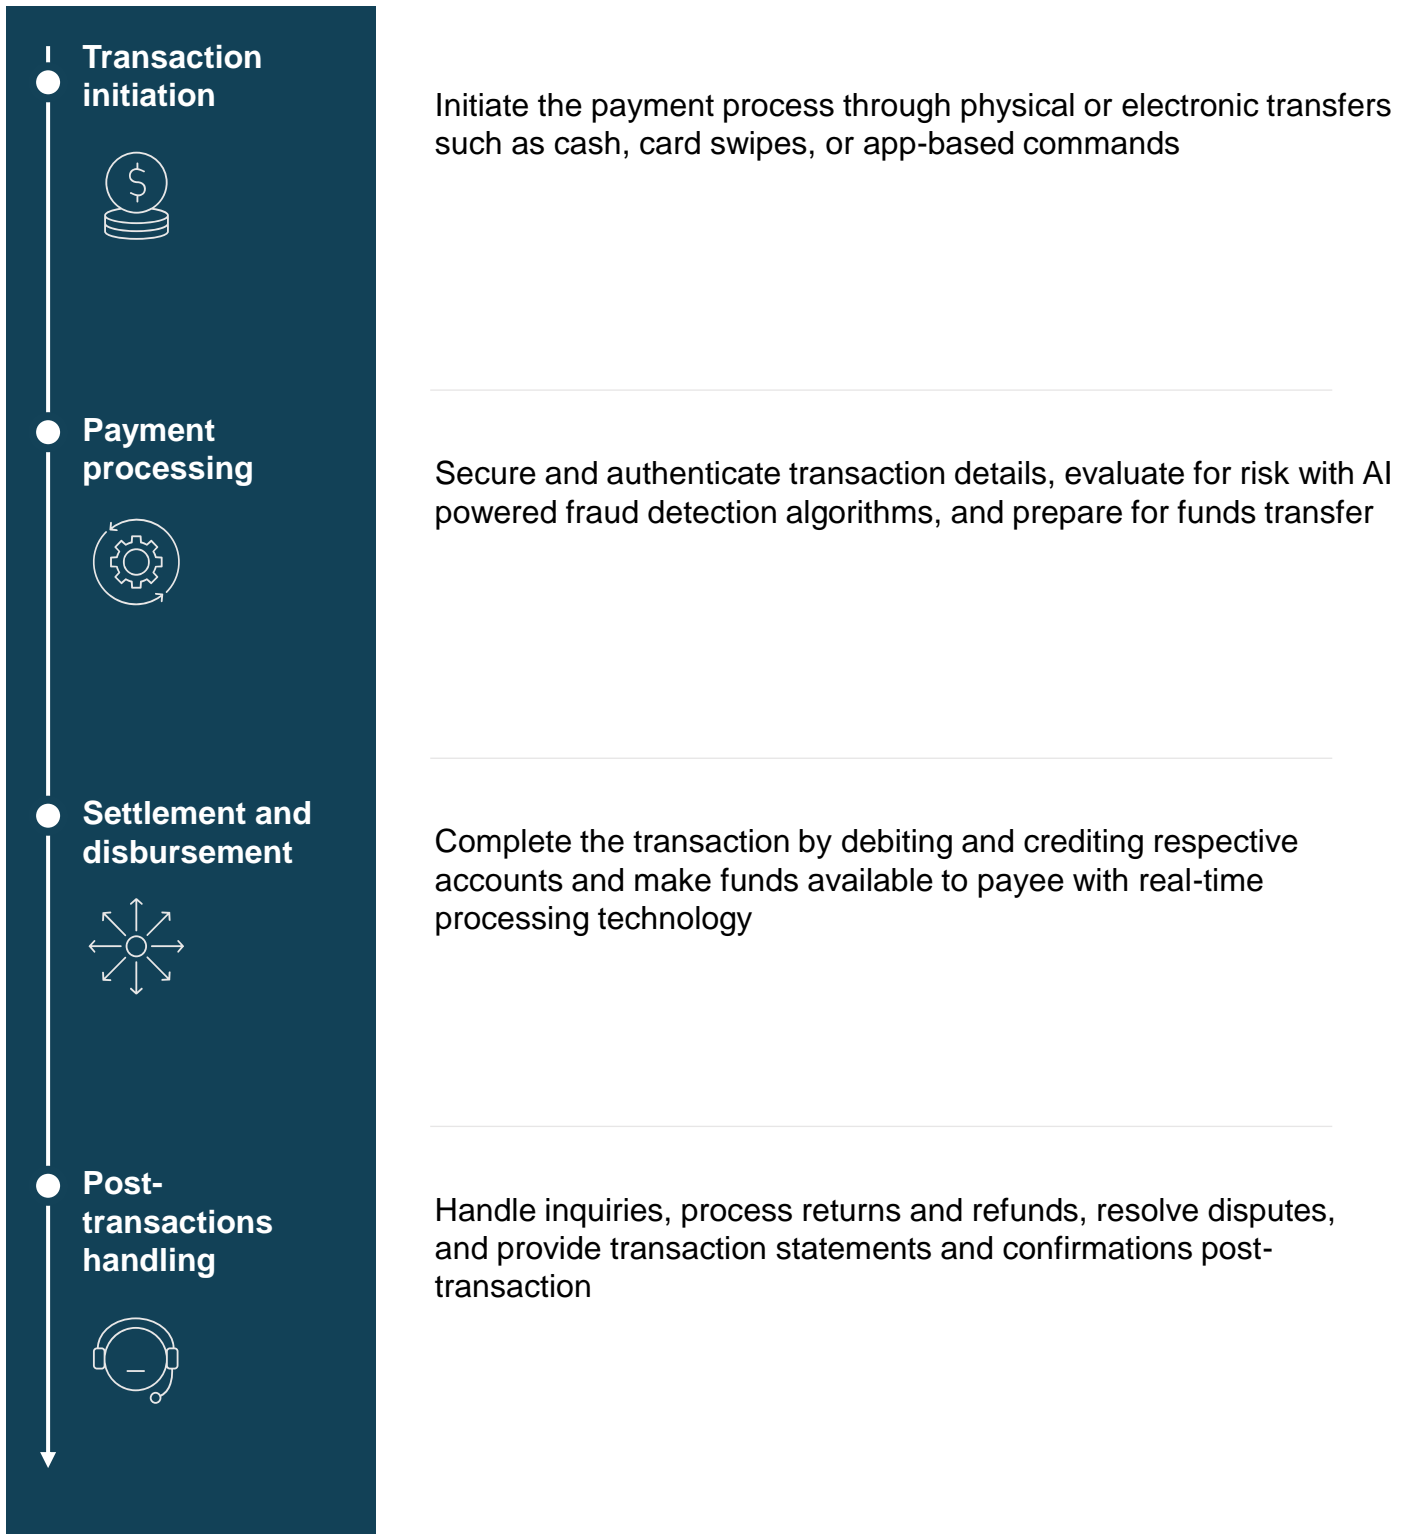 Transaction
initiation
Initiate the payment process through physical or electronic transfers
such as cash, card swipes, or app-based commands
$
Payment
processing
Secure and authenticate transaction details, evaluate for risk with AI
powered fraud detection algorithms, and prepare for funds transfer
Settlement and
disbursement
Complete the transaction by debiting and crediting respective
accounts and make funds available to payee with real-time
processing technology
Post-
transactions
handling
Handle inquiries, process returns and refunds, resolve disputes,
and provide transaction statements and confirmations post-
transaction